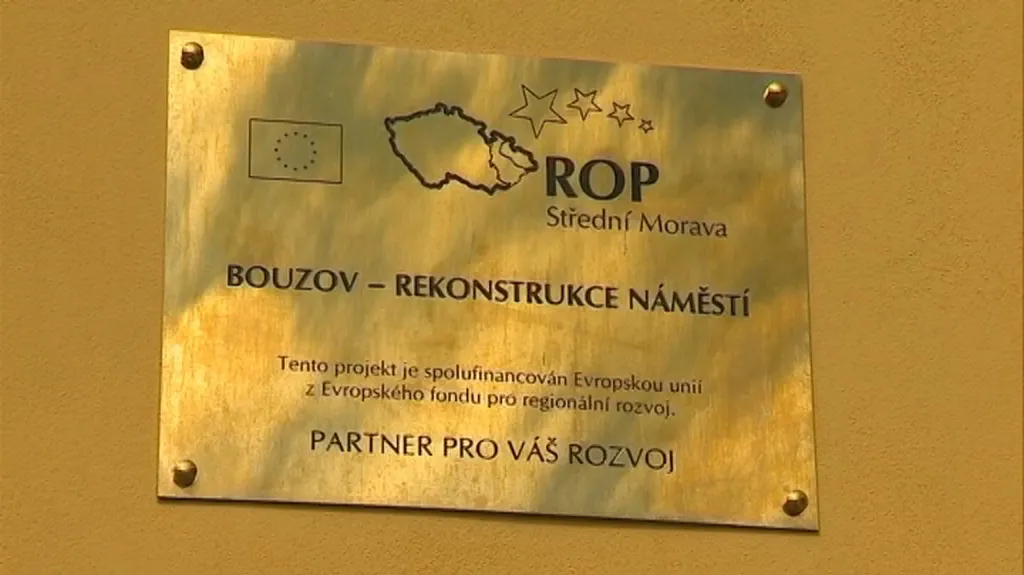 ROP
Střední Morava
BOUZOV – REKONSTRUKCE NÁMĚSTÍ
Tento projekt je spolufinancován Evropskou unií
z Evropského fondu pro regionální rozvoj.
PARTNER PRO VÁŠ ROZVOJ